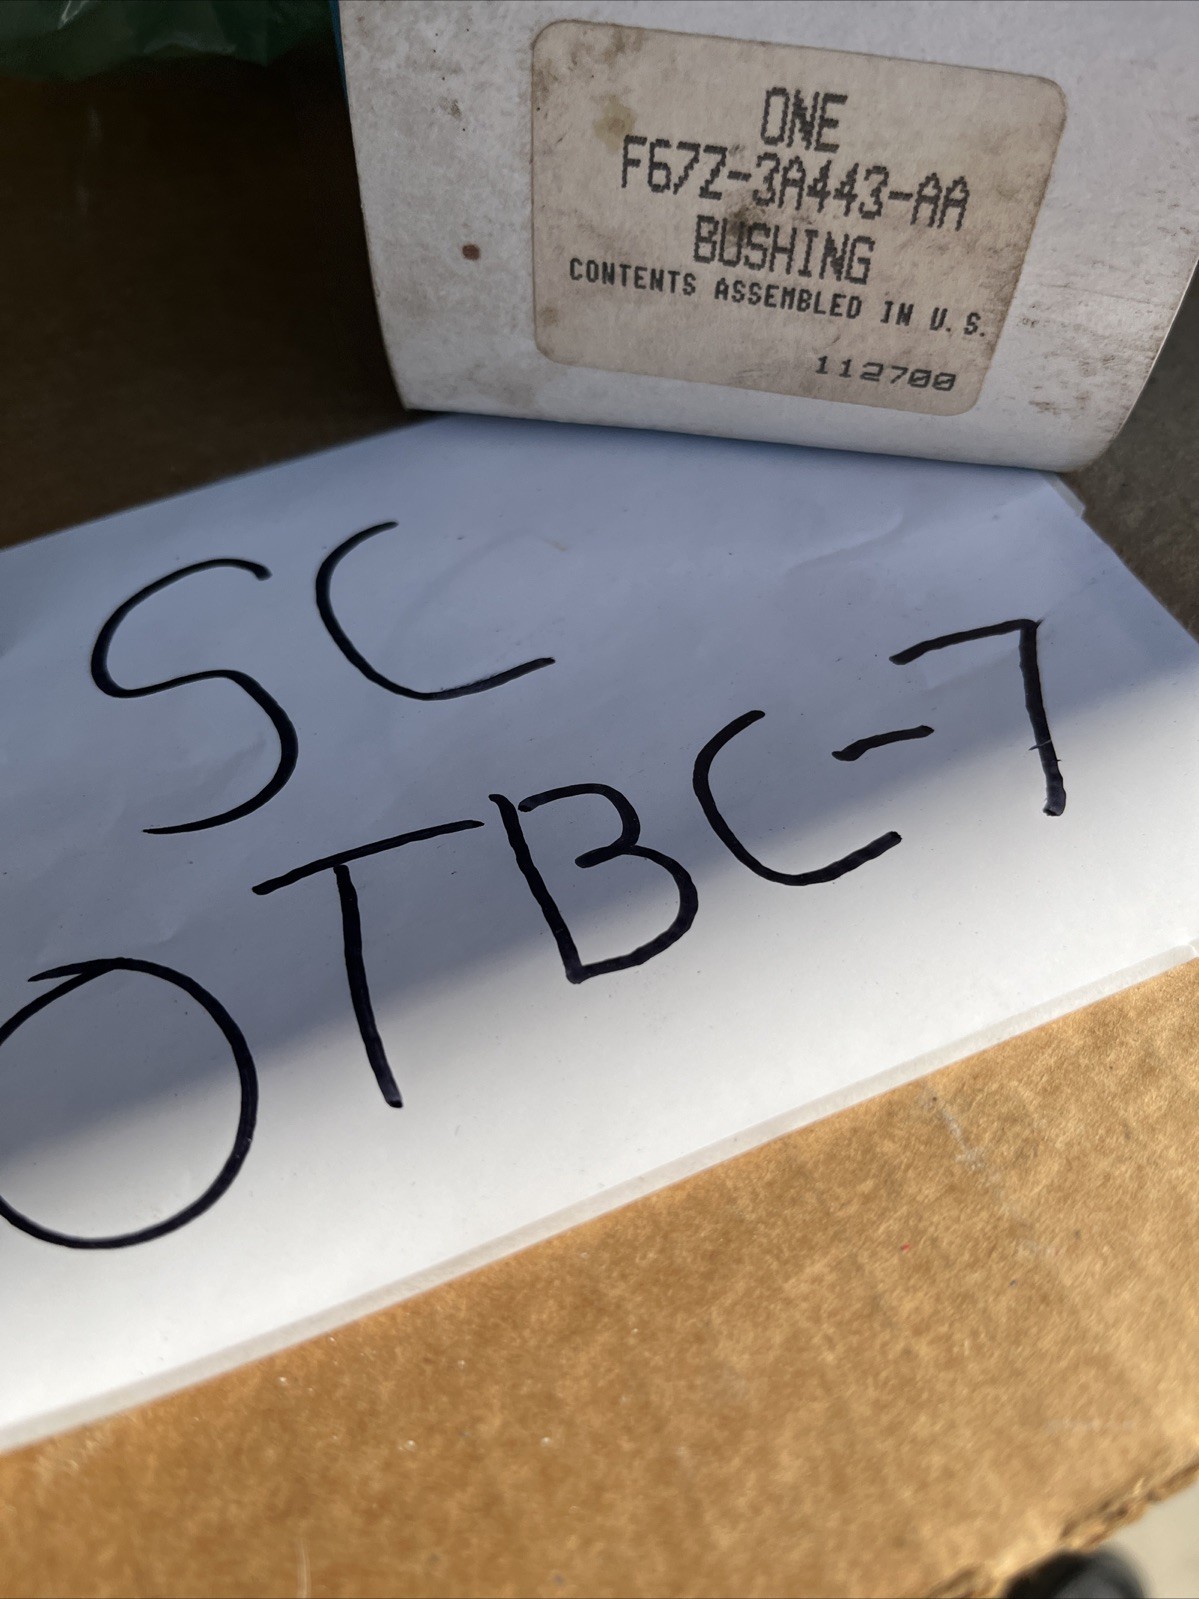 ONE
F67Z-3A443-AA
BUSHING
CONTENTS ASSEMBLED IN U.S.
112700
SC
OTBC-7